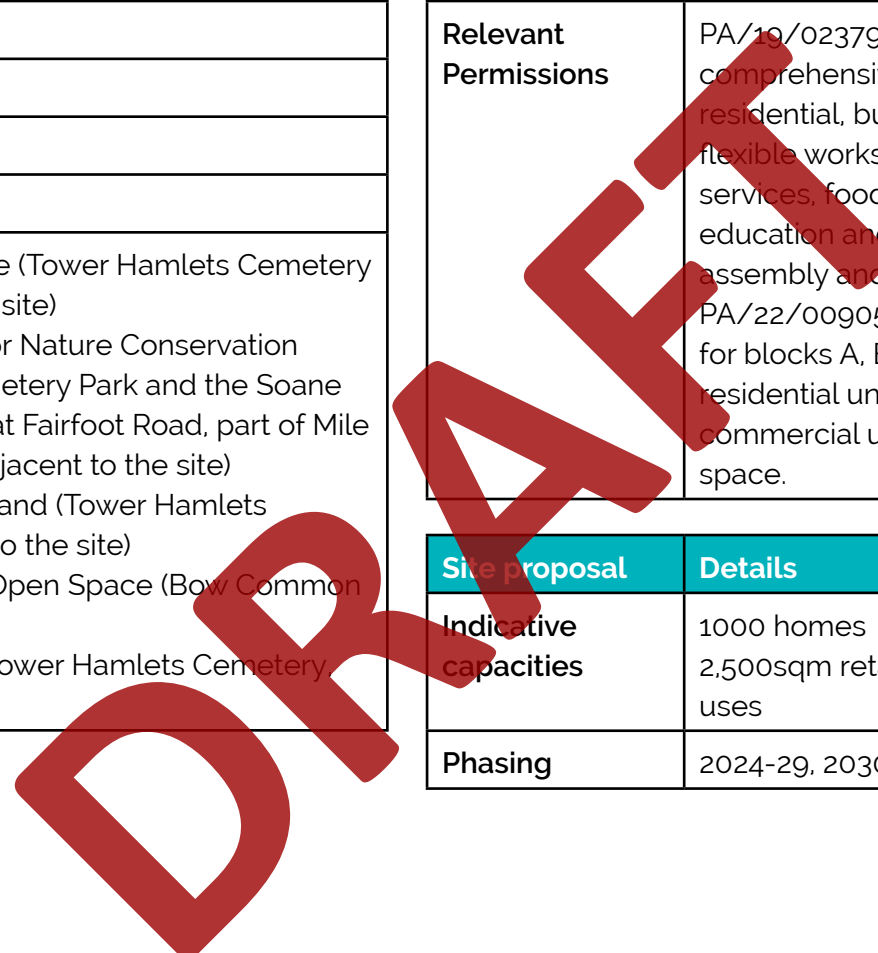 e (Tower Hamlets Cemetery
site)
or Nature Conservation
etery Park and the Soane
at Fairfoot Road, part of Mile
jacent to the site)
and (Tower Hamlets
o the site)
Open Space (Bow Common
ower Hamlets Cemetery,
Relevant
Permissions
PA/19/02379
comprehensiv
residential, bu
flexible works
services, food
education and
assembly and
PA/22/00905
for blocks A, B
residential un
commercial u
space.
Site proposal Details
Indicative
capacities
1000 homes
2,500sqm ret
uses
Phasing 2024-29, 2030
DRAFT